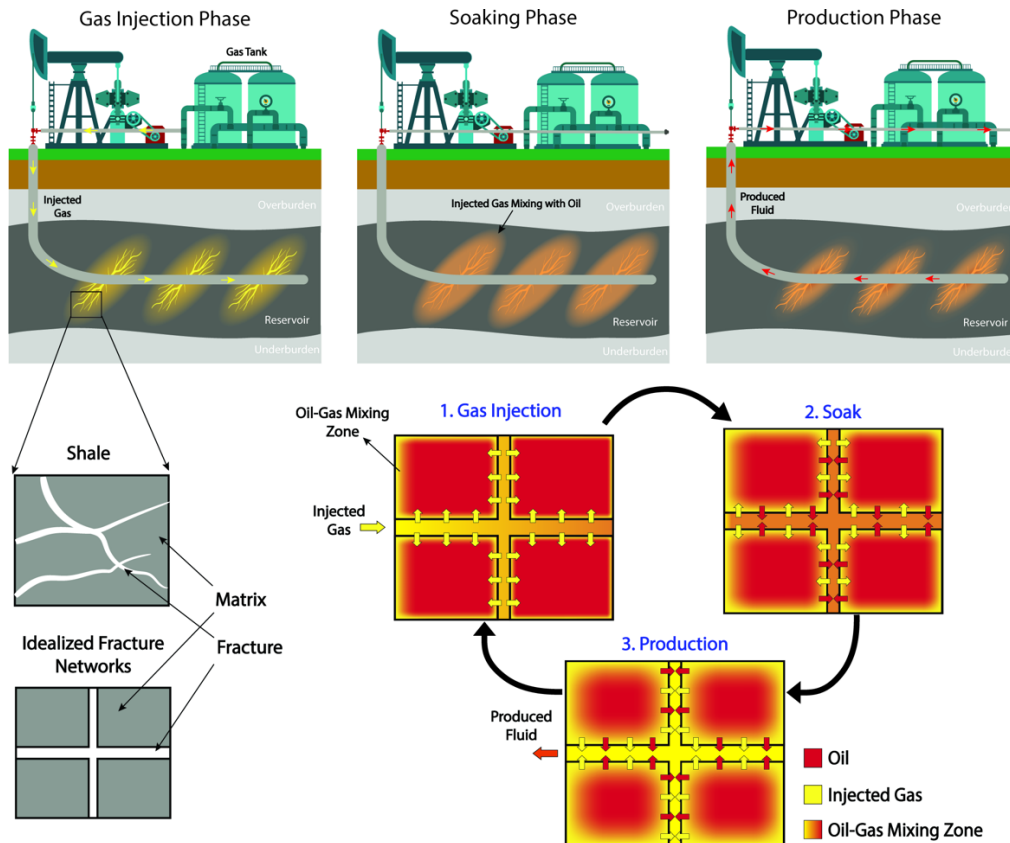 Gas Injection Phase
Soaking Phase
Production Phase
Gas Tank
Injected
Gas
Overburden
Reservoir
Underburden
Injected Gas Mixing with Oil
Overburden
Reservoir
Underburden
Produced
Fluid
Overburden
Reservoir
Underburden
Shale
Matrix
Fracture
Idealized Fracture
Networks
Oil-Gas Mixing
Zone
1. Gas Injection
Injected
Gas
2. Soak
3. Production
Produced
Fluid
Oil
Injected Gas
Oil-Gas Mixing Zone